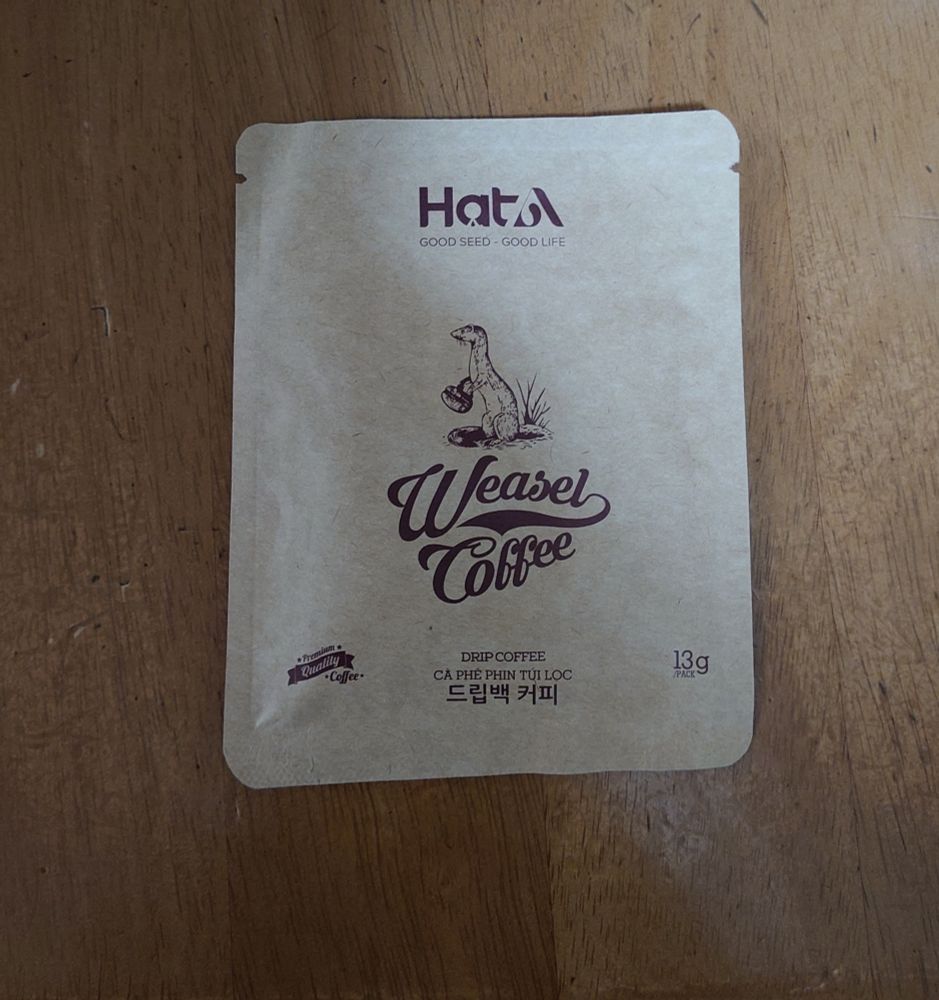 HatA
GOOD SEED - GOOD LIFE
Weasel
Coffee
Premium
Quality
Coffee
DRIP COFFEE
CÀ PHÊ PHIN TÚI LỌC
드립백 커피
13g
/PACK